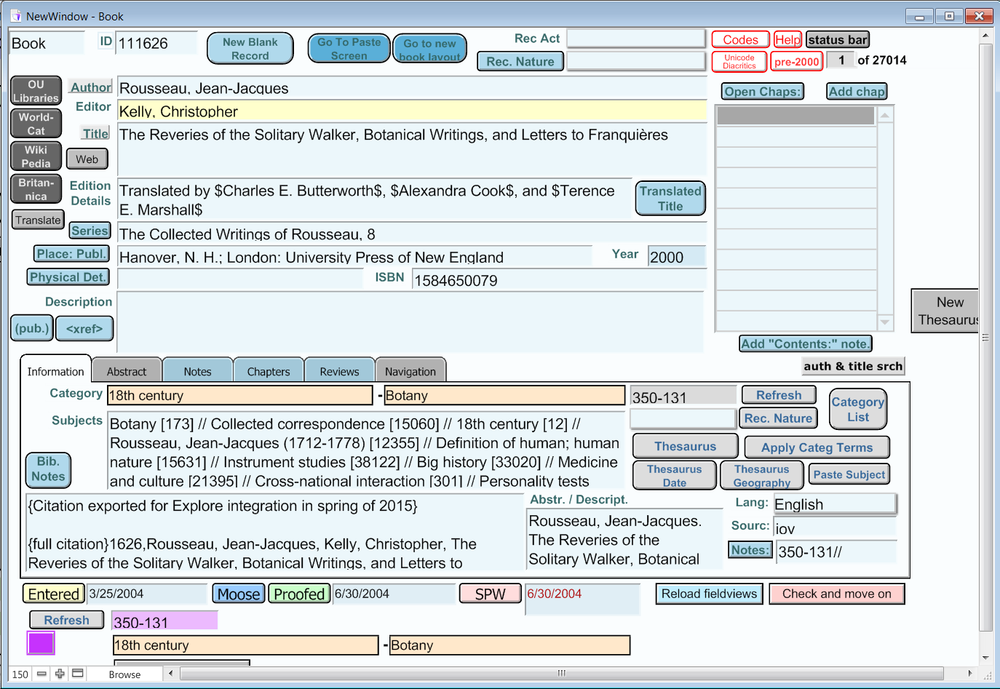 NewWindow - Book
Book
ID 111626
New Blank Record
Go To Paste Screen
Go to new book layout
Rec Act
Rec. Nature
Codes
Help
status bar
Unicode Diacritics
pre-2000
1 of 27014
OU Libraries
World-Cat
Wiki Pedia
Britan-nica
Translate
Author Rousseau, Jean-Jacques
Editor Kelly, Christopher
Title The Reveries of the Solitary Walker, Botanical Writings, and Letters to Franquières
Web
Edition Details
Translated by $Charles E. Butterworth$, $Alexandra Cook$, and $Terence
E. Marshall$
Translated Title
Series The Collected Writings of Rousseau, 8
Place: Publ. Hanover, N. H.; London: University Press of New England
Year 2000
Physical Det.
ISBN 1584650079
Description
(pub.)
<xref>
Open Chaps:
Add chap
Add "Contents:" note.
New
Thesaurus
auth & title srch
Information
Abstract
Notes
Chapters
Reviews
Navigation
Category 18th century - Botany
350-131
Refresh
Category List
Rec. Nature
Subjects
Botany [173] // Collected correspondence [15060] // 18th century [12] //
Rousseau, Jean-Jacques (1712-1778) [12355] // Definition of human; human
nature [15631] // Instrument studies [38122] // Big history [33020] // Medicine
and culture [21395] // Cross-national interaction [301] // Personality tests
Bib. Notes
Thesaurus
Apply Categ Terms
Thesaurus Date
Thesaurus Geography
Paste Subject
{Citation exported for Explore integration in spring of 2015}
{full citation}1626,Rousseau, Jean-Jacques, Kelly, Christopher, The
Reveries of the Solitary Walker, Botanical Writings, and Letters to
Abstr. / Descript.
Rousseau, Jean-Jacques.
The Reveries of the
Solitary Walker, Botanical
Lang: English
Sourc: iov
Notes: 350-131//
Entered 3/25/2004
Moose
Proofed 6/30/2004
SPW 6/30/2004
Reload fieldviews
Check and move on
Refresh 350-131
18th century - Botany
150
Browse